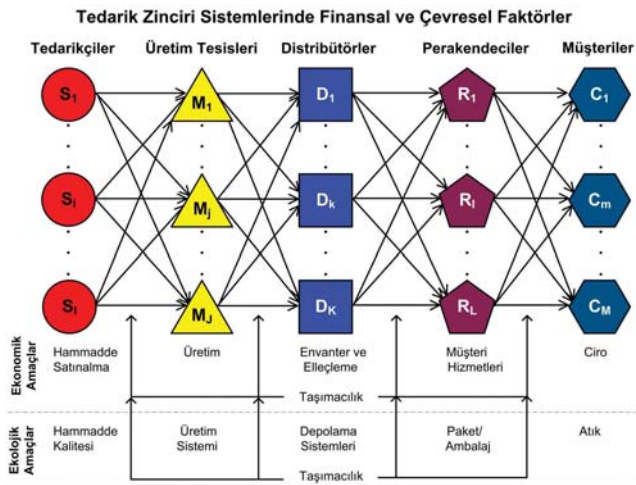 Tedarik Zinciri Sistemlerinde Finansal ve Çevresel Faktörler
Tedarikçiler Üretim Tesisleri Distribütörler Perakendeciler Müşteriler
S1 M1 D1 R1 C1
Si Mj Dk Rl Cm
SI MJ DK RL CM
Ekonomik
Amaçlar
Hammadde Üretim Envanter ve Müşteri Ciro
Satınalma Elleçleme Hizmetleri
Taşımacılık
Ekolojik
Amaçlar
Hammadde Üretim Depolama Paket/ Atık
Kalitesi Sistemi Sistemleri Ambalaj
Taşımacılık